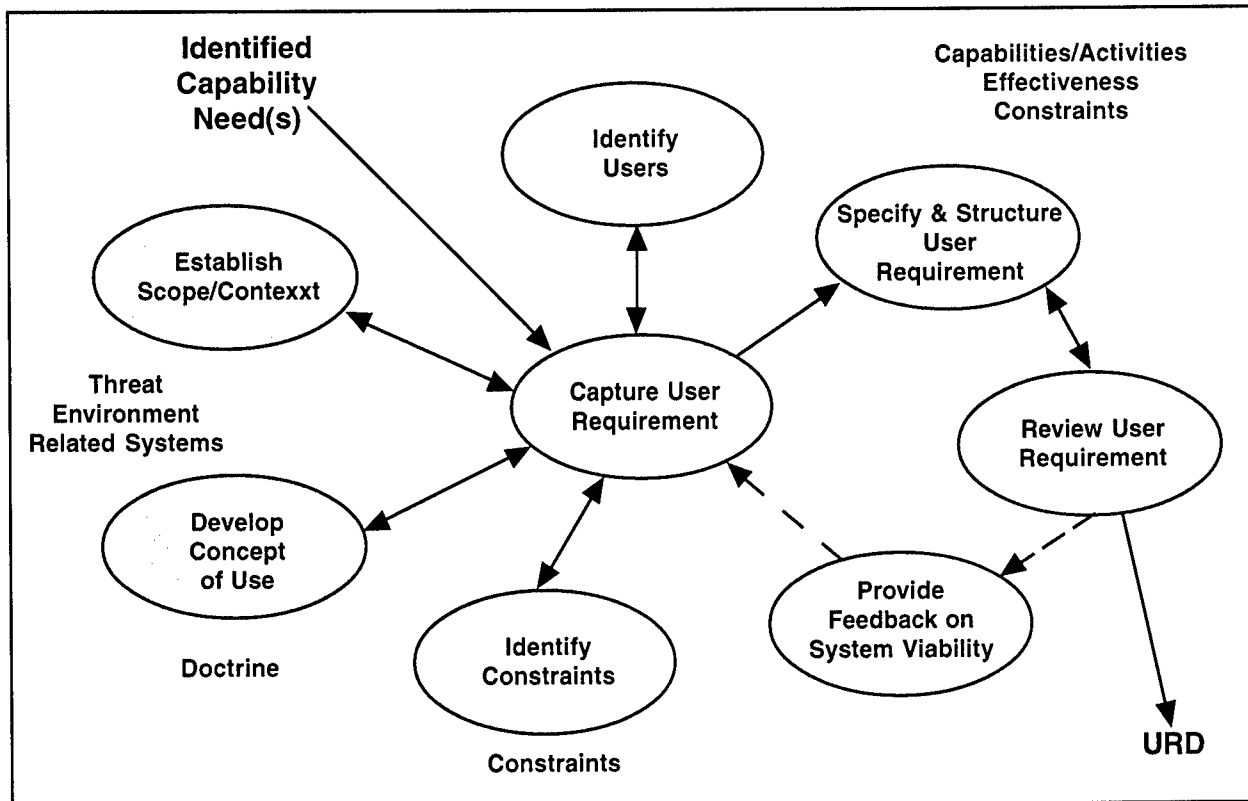 Identified
Capability
Need(s)
Capabilities/Activities
Effectiveness
Constraints
Identify
Users
Specify & Structure
User
Requirement
Establish
Scope/Contexxt
Threat
Environment
Related Systems
Capture User
Requirement
Review User
Requirement
Develop
Concept
of Use
Doctrine
Identify
Constraints
Constraints
Provide
Feedback on
System Viability
URD